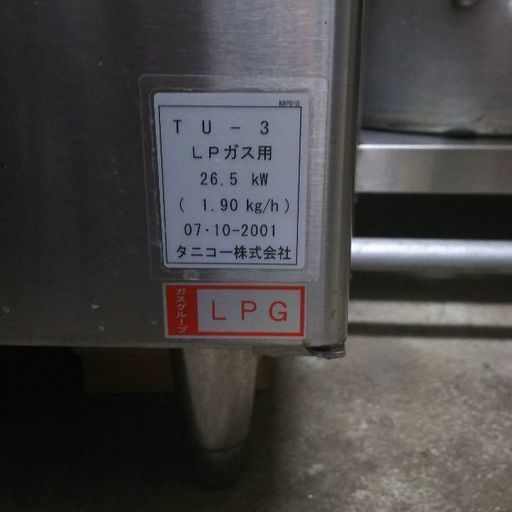 KRP010
TU-3
LPガス用
26.5 kW
( 1.90 kg/h )
07・10-2001
タニコー株式会社
ガスグループ
LPG